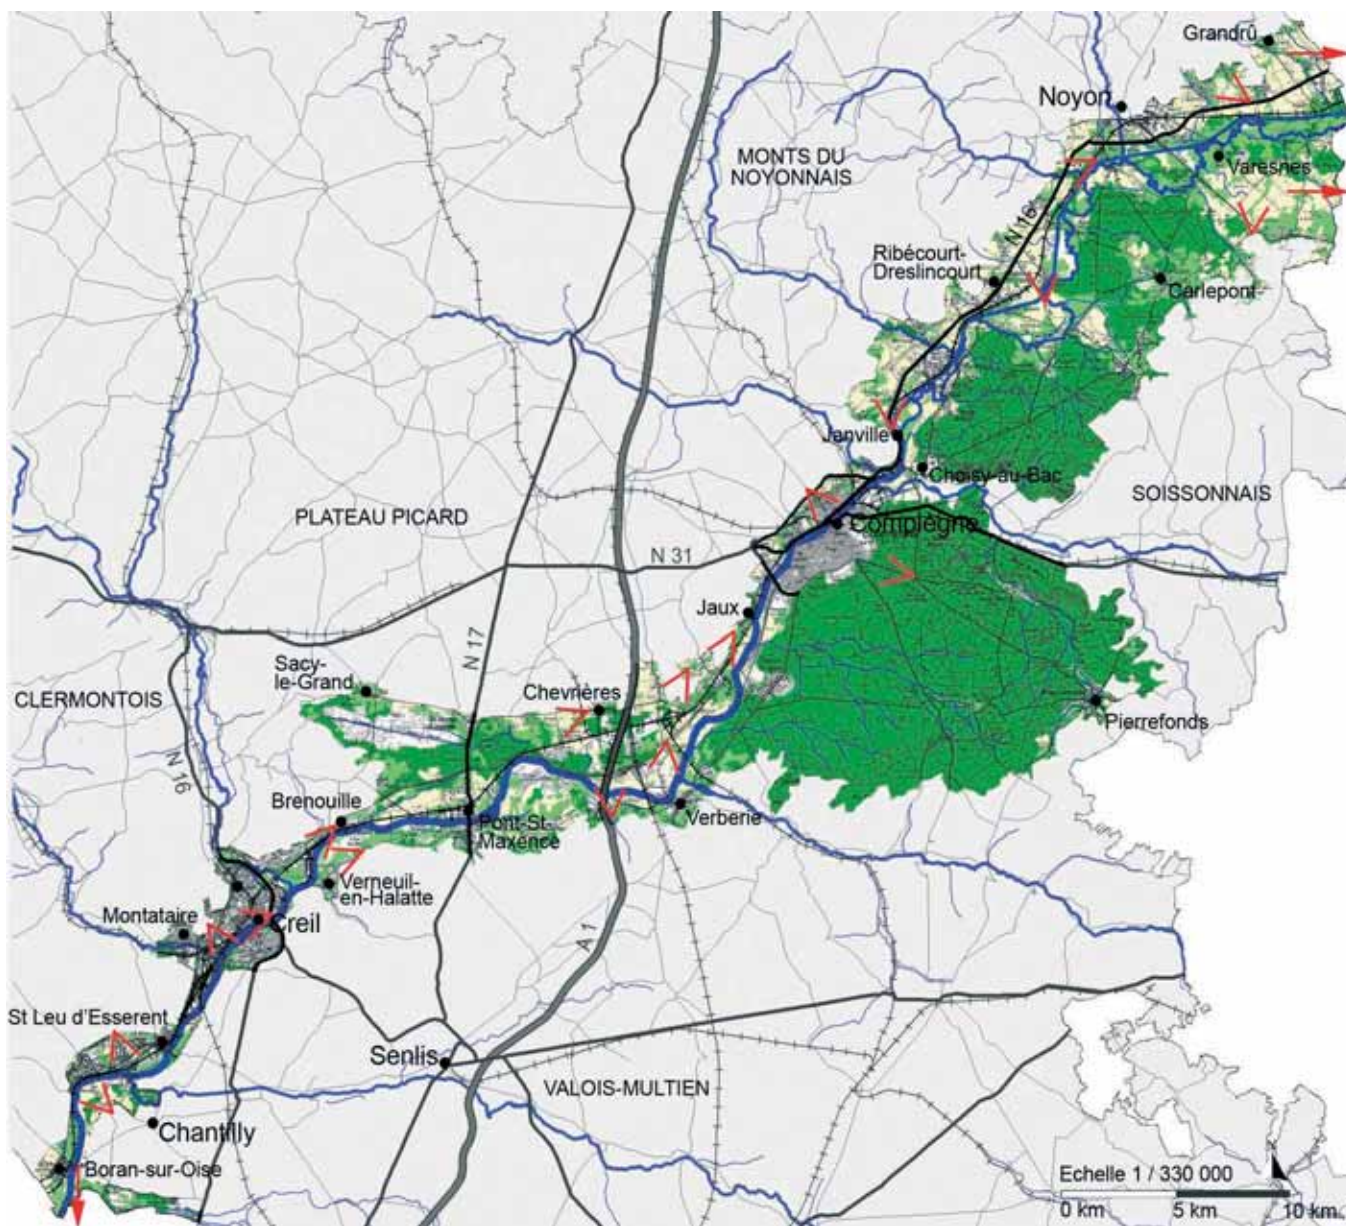 Grandrû
Noyon
MONTS DU
NOYONNAIS
Varesnes
N 16
Ribécourt-
Dreslincourt
Carlepont
Janville
Choisy-au-Bac
SOISSONNAIS
PLATEAU PICARD
Compiègne
N 31
Jaux
N 17
Sacy-
le-Grand
Chevrières
CLERMONTOIS
Pierrefonds
N 16
Brenouille
Pont-St-
Maxence
Verberie
Verneuil-
en-Halatte
Montataire
Creil
A 1
St Leu d'Esserent
Senlis
VALOIS-MULTIEN
Chantilly
Boran-sur-Oise
Echelle 1 / 330 000
0 km 5 km 10 km